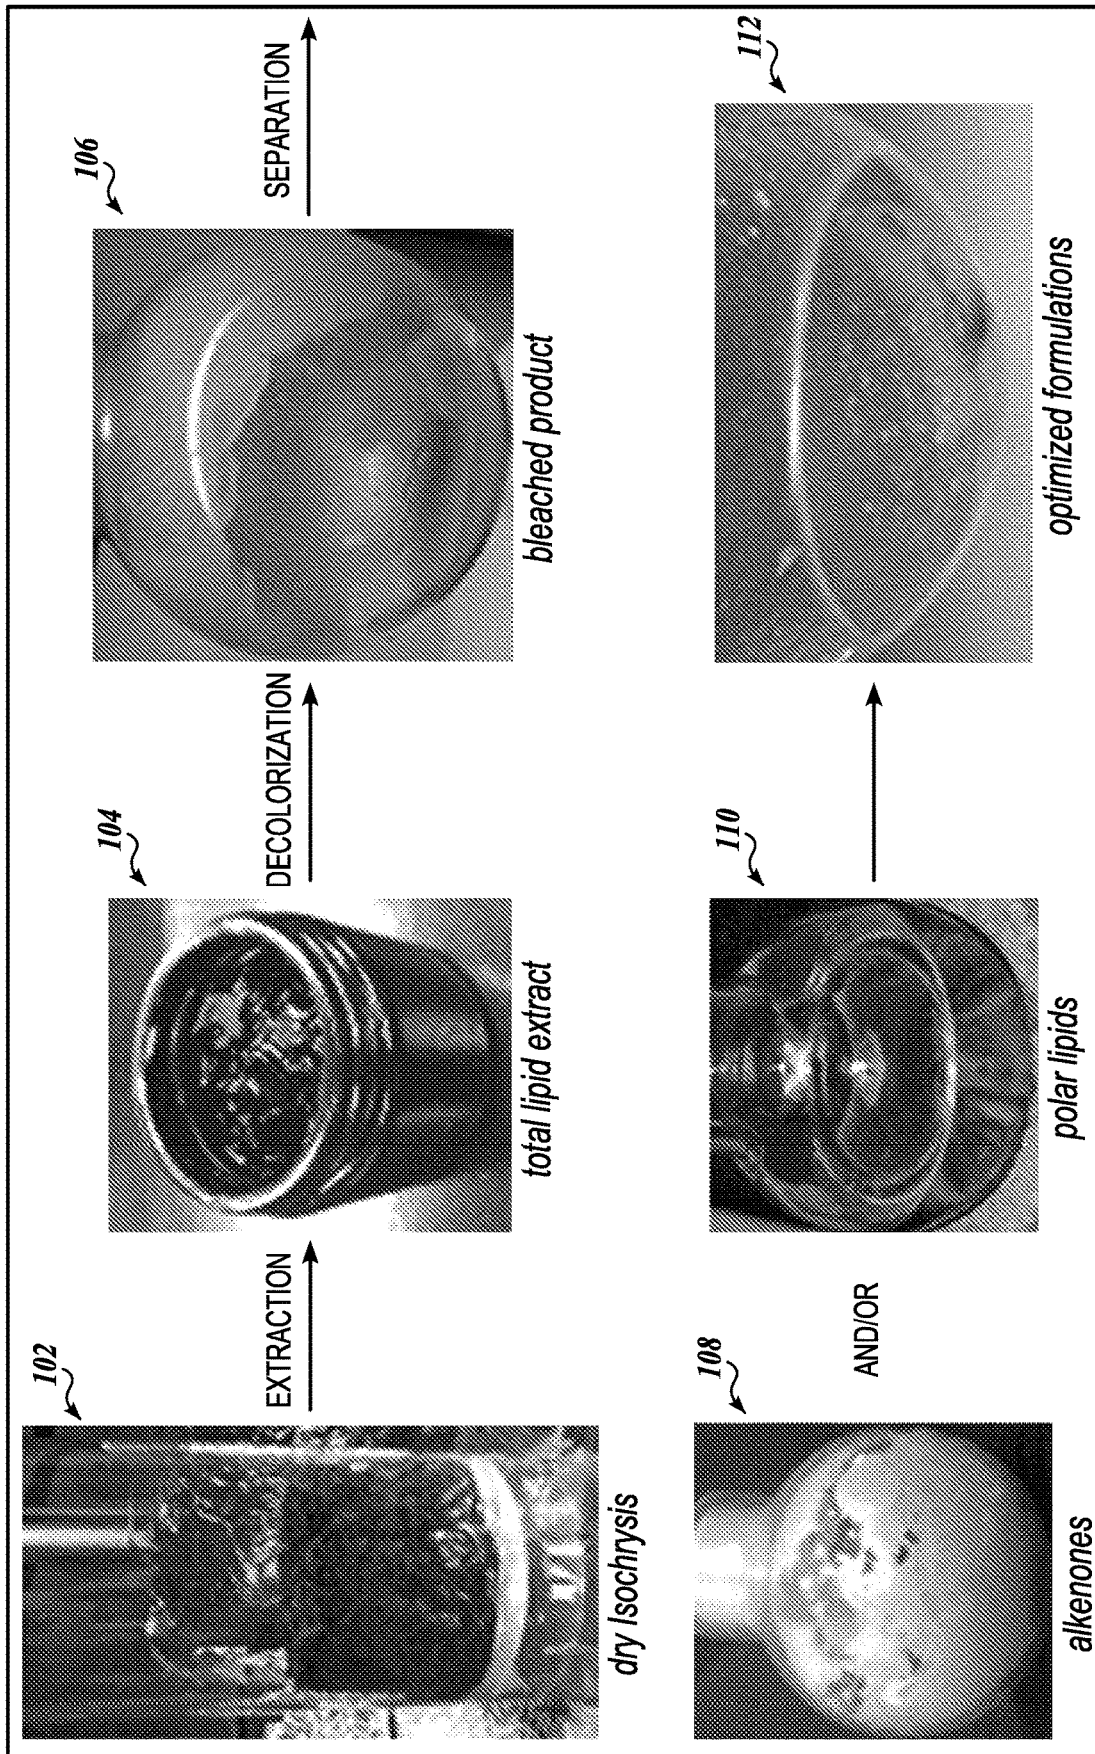 102
EXTRACTION
104
DECOLORIZATION
106
SEPARATION
dry Isochrysis
total lipid extract
bleached product
108
AND/OR
110
112
alkenones
polar lipids
optimized formulations